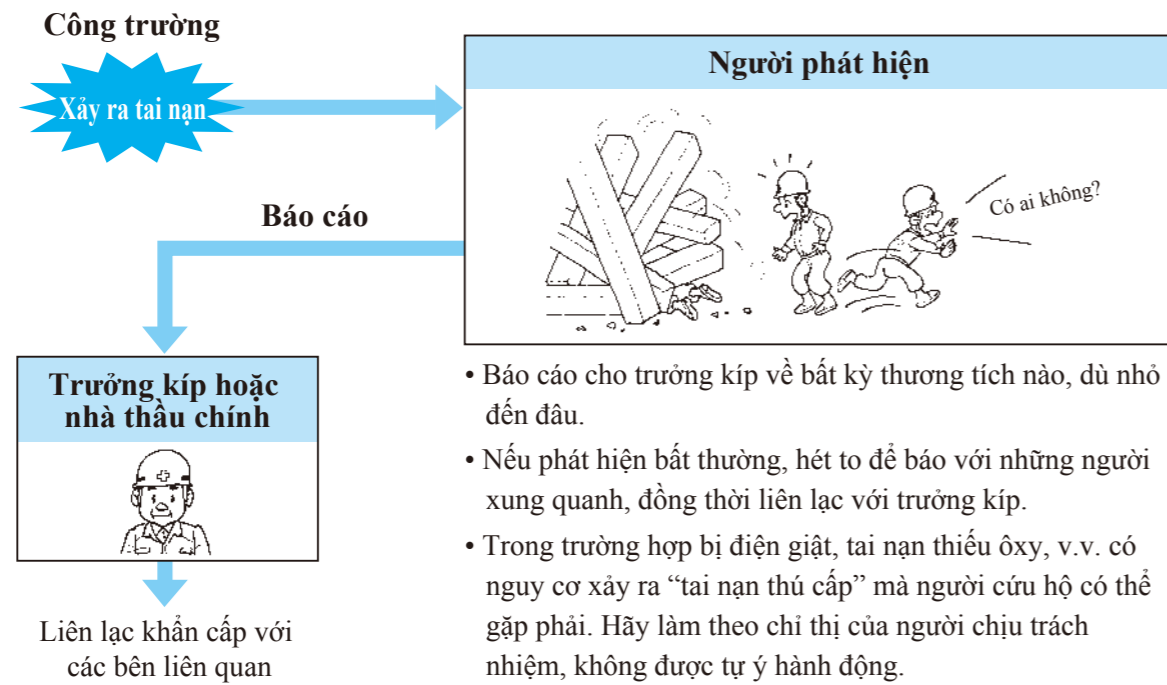 Công trường
Xảy ra tai nạn
Người phát hiện
Có ai không?
Báo cáo
Trưởng kíp hoặc
nhà thầu chính
Liên lạc khẩn cấp với
các bên liên quan
• Báo cáo cho trưởng kíp về bất kỳ thương tích nào, dù nhỏ
đến đâu.
• Nếu phát hiện bất thường, hét to để báo với những người
xung quanh, đồng thời liên lạc với trưởng kíp.
• Trong trường hợp bị điện giật, tai nạn thiếu ôxy, v.v. có
nguy cơ xảy ra “tai nạn thú cấp” mà người cứu hộ có thể
gặp phải. Hãy làm theo chỉ thị của người chịu trách
nhiệm, không được tự ý hành động.